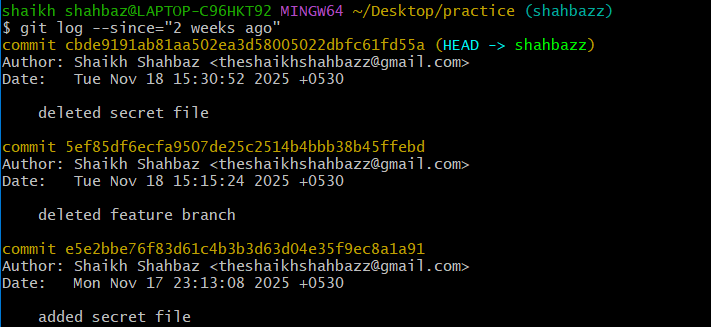 shaikh shahbaz@LAPTOP-C96HKT92 MINGW64 ~/Desktop/practice (shahbazz)
$ git log --since="2 weeks ago"
commit cbde9191ab81aa502ea3d58005022dbfc61fd55a (HEAD -> shahbazz)
Author: Shaikh Shahbaz <theshaikhshahbazz@gmail.com>
Date:   Tue Nov 18 15:30:52 2025 +0530
    deleted secret file
commit 5ef85df6ecfa9507de25c2514b4bbb38b45ffebd
Author: Shaikh Shahbaz <theshaikhshahbazz@gmail.com>
Date:   Tue Nov 18 15:15:24 2025 +0530
    deleted feature branch
commit e5e2bbe76f83d61c4b3b3d63d04e35f9ec8a1a91
Author: Shaikh Shahbaz <theshaikhshahbazz@gmail.com>
Date:   Mon Nov 17 23:13:08 2025 +0530
    added secret file